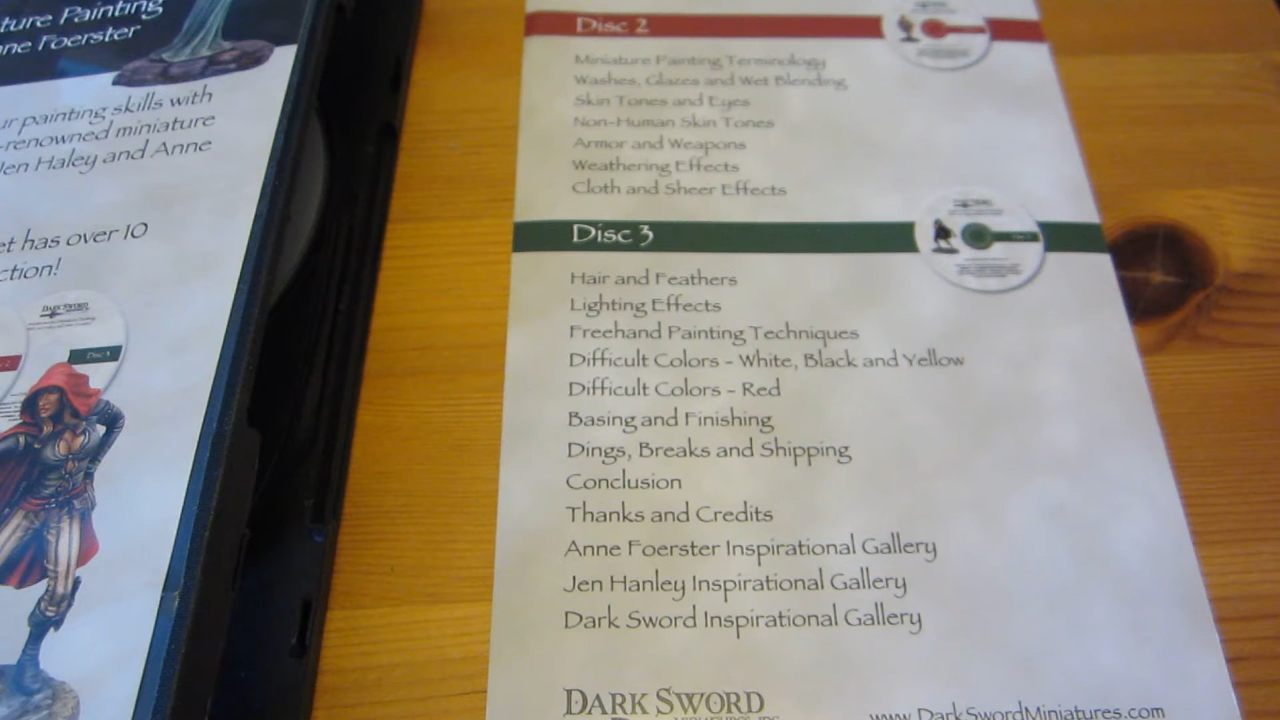 ture Painting
ne Foerster
ur painting skills with
-renowned miniature
Jen Haley and Anne
et has over 10
ction!
DARK SWORD
Disc 3
Disc 2
Miniature Painting Terminology
Washes, Glazes and Wet Blending
Skin Tones and Eyes
Non-Human Skin Tones
Armor and Weapons
Weathering Effects
Cloth and Sheer Effects
Disc 3
Hair and Feathers
Lighting Effects
Freehand Painting Techniques
Difficult Colors - White, Black and Yellow
Difficult Colors - Red
Basing and Finishing
Dings, Breaks and Shipping
Conclusion
Thanks and Credits
Anne Foerster Inspirational Gallery
Jen Hanley Inspirational Gallery
Dark Sword Inspirational Gallery
DARK SWORD
www.DarkSwordMiniatures.com